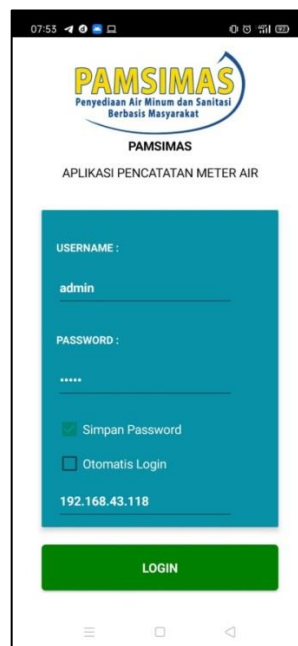 07:53
PAMSIMAS
Penyediaan Air Minum dan Sanitasi
Berbasis Masyarakat
PAMSIMAS
APLIKASI PENCATATAN METER AIR
USERNAME :
admin
PASSWORD :
•••••
Simpan Password
Otomatis Login
192.168.43.118
LOGIN